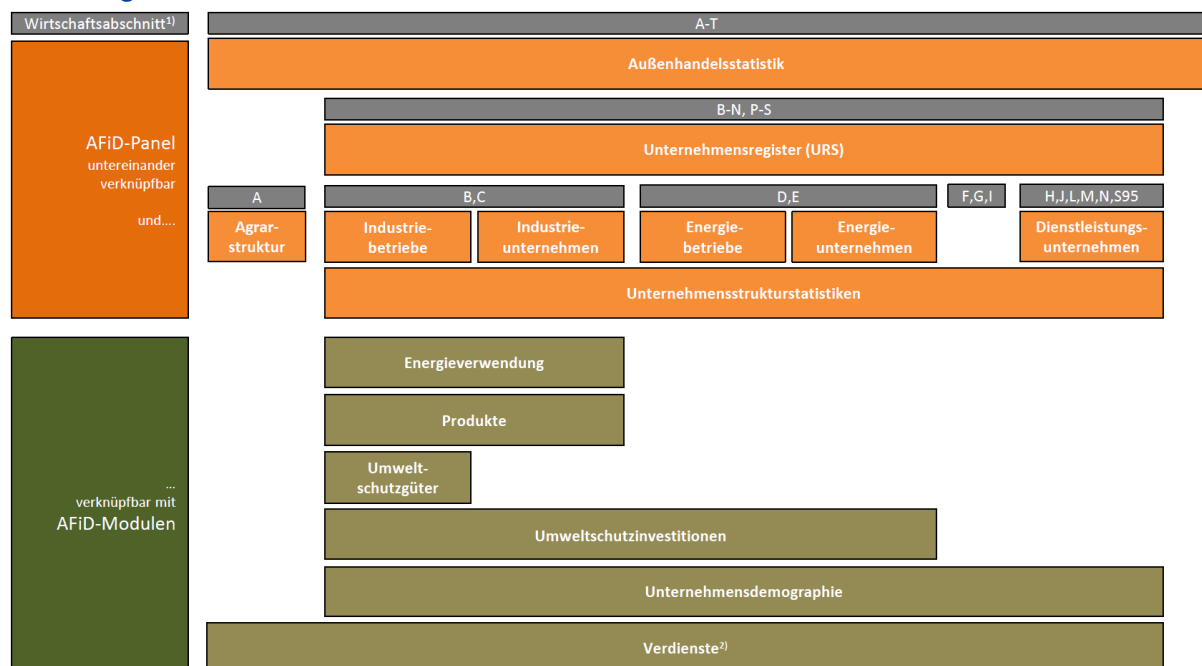 Wirtschaftsabschnitt¹⁾
A-T
Außenhandelsstatistik
B-N, P-S
AFiD-Panel
untereinander
verknüpfbar
und....
Unternehmensregister (URS)
A
B,C
D,E
F,G,I
H,J,L,M,N,S95
Agrar-
struktur
Industrie-
betriebe
Industrie-
unternehmen
Energie-
betriebe
Energie-
unternehmen
Dienstleistungs-
unternehmen
Unternehmensstrukturstatistiken
Energieverwendung
Produkte
Umwelt-
schutzgüter
...
verknüpfbar mit
AFiD-Modulen
Umweltschutzinvestitionen
Unternehmensdemographie
Verdienste²⁾